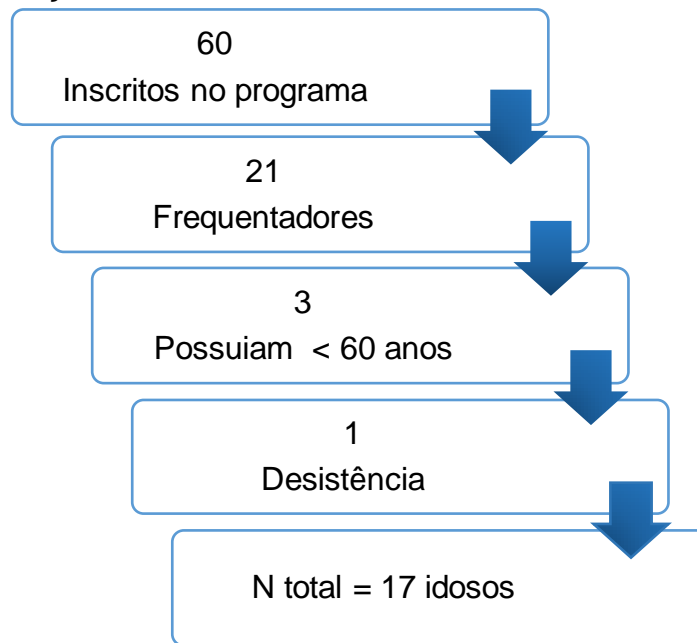 60
Inscritos no programa
21
Frequentadores
3
Possuiam < 60 anos
1
Desistência
N total = 17 idosos